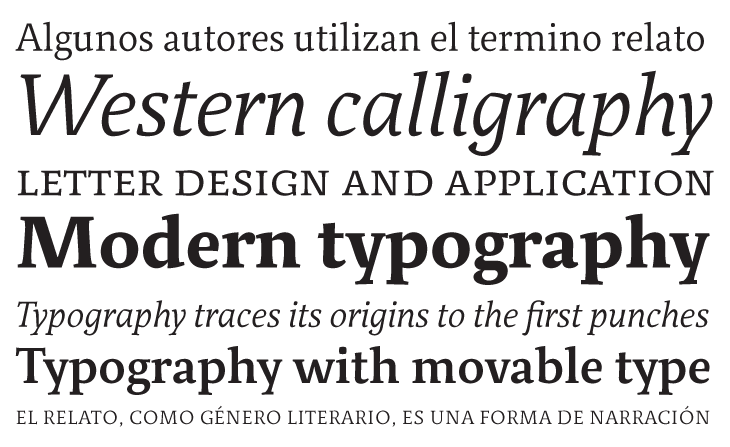 Algunos autores utilizan el termino relato
Western calligraphy
LETTER DESIGN AND APPLICATION
Modern typography
Typography traces its origins to the first punches
Typography with movable type
EL RELATO, COMO GÉNERO LITERARIO, ES UNA FORMA DE NARRACIÓN